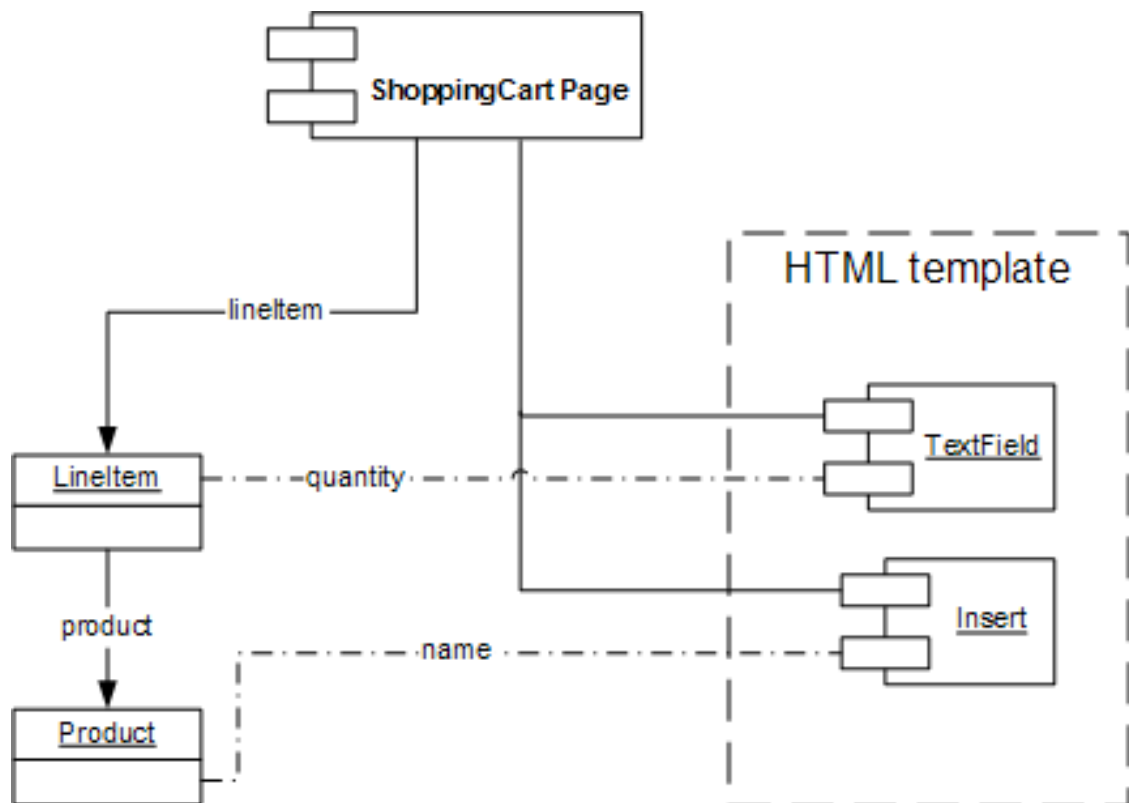 ShoppingCart Page
HTML template
lineItem
TextField
LineItem
quantity
Insert
product
name
Product